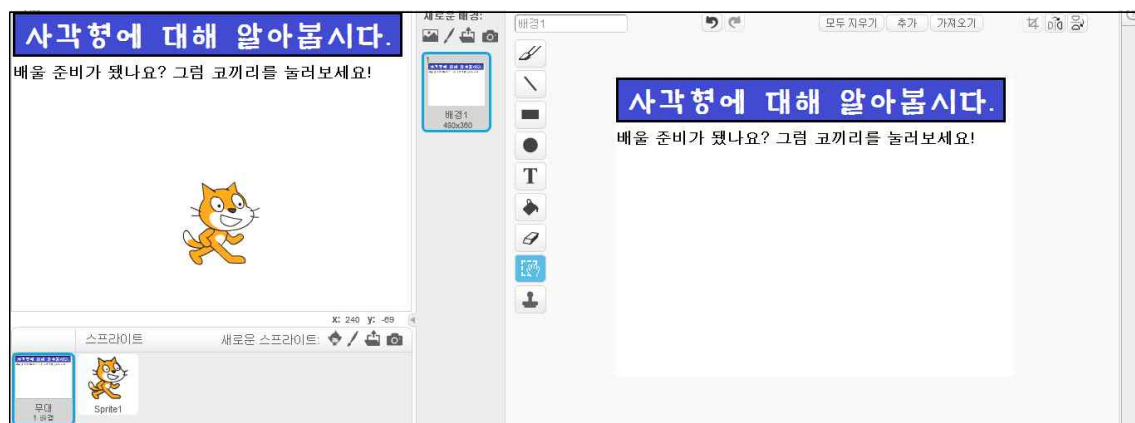 사각형에 대해 알아봅시다.
배울 준비가 됐나요? 그럼 코끼리를 눌러보세요!
x: 240 y: -69
스프라이트
새로운 스프라이트:
무대
1 배경
Sprite1
새로운 배경:
1
배경1
480x360
배경1
모두 지우기 추가 가져오기
T
사각형에 대해 알아봅시다.
배울 준비가 됐나요? 그럼 코끼리를 눌러보세요!